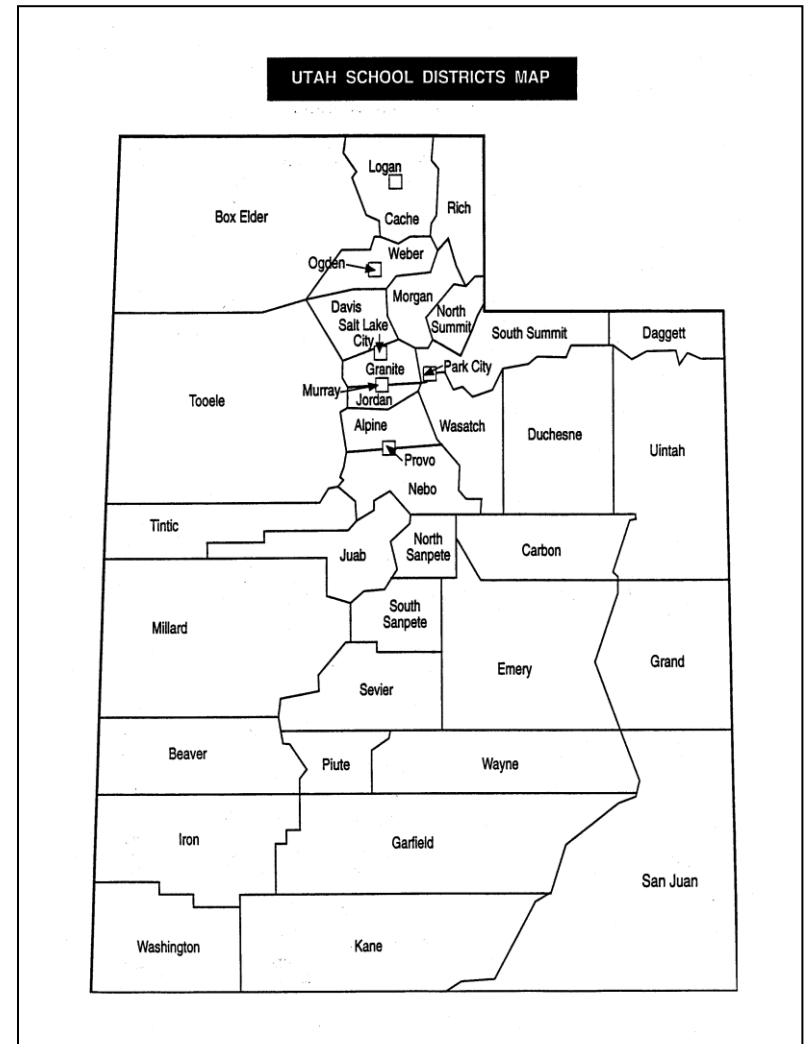 UTAH SCHOOL DISTRICTS MAP
Logan
Box Elder
Rich
Cache
Weber
Ogden
Morgan
Davis
North
Summit
Salt Lake
City
South Summit
Daggett
Granite
Park City
Murray
Jordan
Tooele
Alpine
Wasatch
Duchesne
Uintah
Provo
Nebo
Tintic
North
Sanpete
Juab
Carbon
South
Sanpete
Millard
Emery
Grand
Sevier
Beaver
Piute
Wayne
Iron
Garfield
San Juan
Washington
Kane